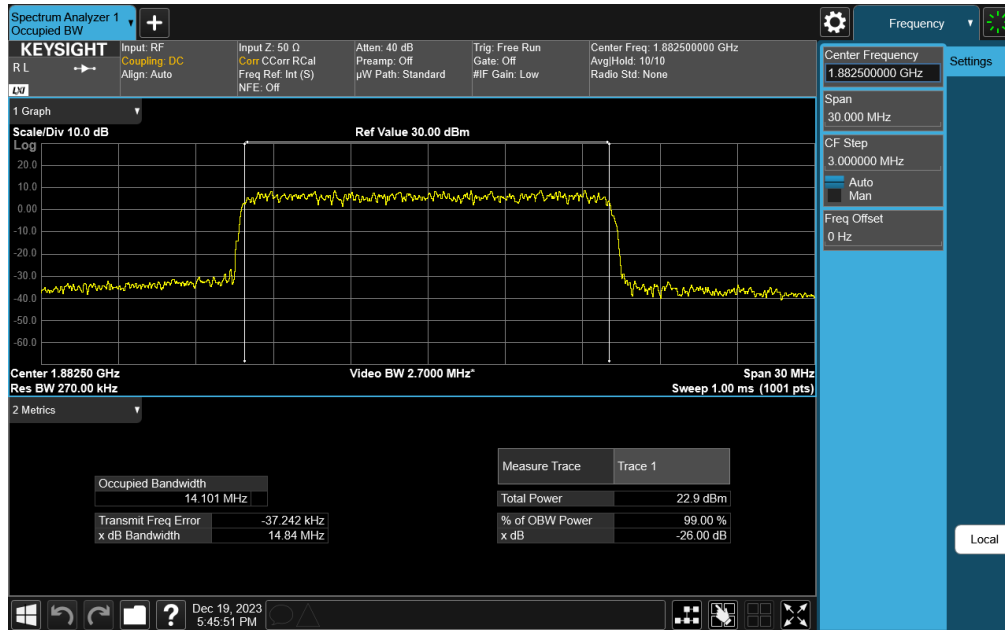 Spectrum Analyzer 1
Occupied BW
Frequency
KEYSIGHT
R L
LXI
Input: RF
Coupling: DC
Align: Auto
Input Z: 50 Ω
Corr CCorr RCal
Freq Ref: Int (S)
NFE: Off
Atten: 40 dB
Preamp: Off
µW Path: Standard
Trig: Free Run
Gate: Off
#IF Gain: Low
Center Freq: 1.882500000 GHz
Avg|Hold: 10/10
Radio Std: None
Center Frequency
1.882500000 GHz
Settings
Span
30.000 MHz
CF Step
3.000000 MHz
Auto
Man
Freq Offset
0 Hz
Local
1 Graph
Scale/Div 10.0 dB
Ref Value 30.00 dBm
Log
20.0
10.0
0.00
-10.0
-20.0
-30.0
-40.0
-50.0
-60.0
Center 1.88250 GHz
Video BW 2.7000 MHz*
Span 30 MHz
Res BW 270.00 kHz
Sweep 1.00 ms (1001 pts)
2 Metrics
Occupied Bandwidth
14.101 MHz
Transmit Freq Error -37.242 kHz
x dB Bandwidth 14.84 MHz
Measure Trace Trace 1
Total Power 22.9 dBm
% of OBW Power 99.00 %
x dB -26.00 dB
?
Dec 19, 2023
5:45:51 PM